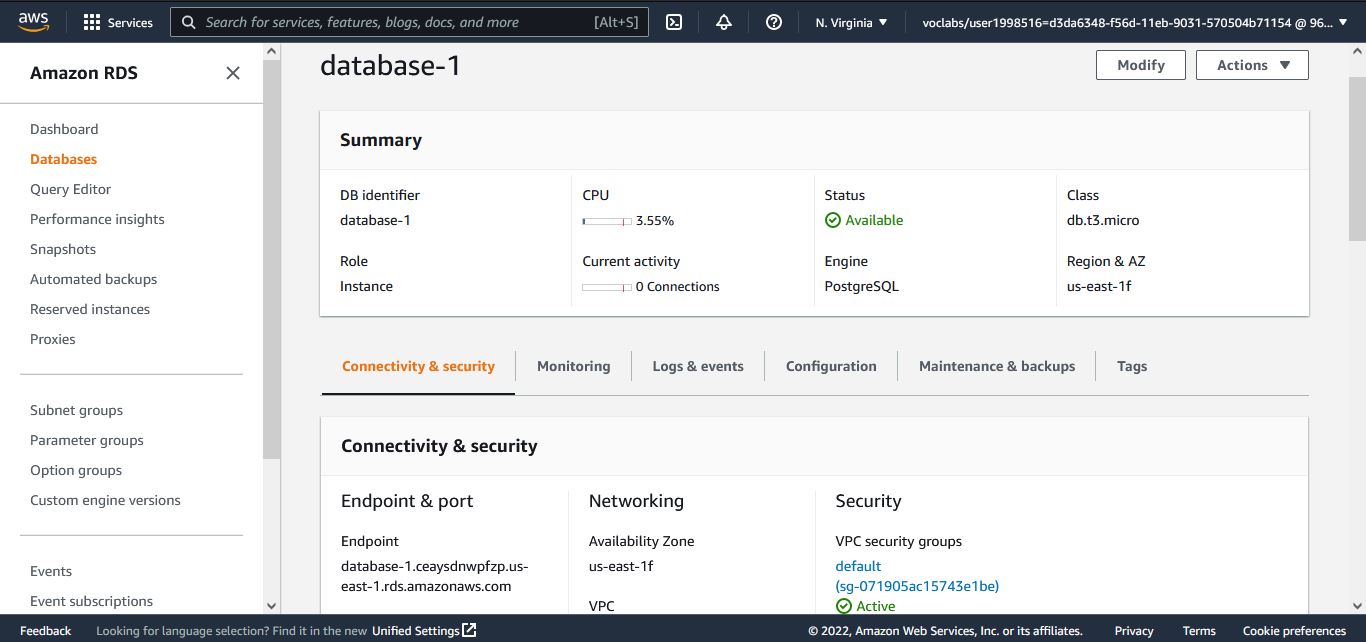 aws Services Search for services, features, blogs, docs, and more [Alt+S] N. Virginia voclabs/user1998516=d3da6348-f56d-11eb-9031-570504b71154 @ 96...
Amazon RDS
Dashboard
Databases
Query Editor
Performance insights
Snapshots
Automated backups
Reserved instances
Proxies
Subnet groups
Parameter groups
Option groups
Custom engine versions
Events
Event subscriptions
database-1
Modify Actions
Summary
DB identifier
database-1
CPU
3.55%
Status
Available
Class
db.t3.micro
Role
Instance
Current activity
0 Connections
Engine
PostgreSQL
Region & AZ
us-east-1f
Connectivity & security Monitoring Logs & events Configuration Maintenance & backups Tags
Connectivity & security
Endpoint & port
Endpoint
database-1.ceaysdnwpfzp.us-
east-1.rds.amazonaws.com
Networking
Availability Zone
us-east-1f
VPC
Security
VPC security groups
default
(sg-071905ac15743e1be)
Active
Feedback Looking for language selection? Find it in the new Unified Settings © 2022, Amazon Web Services, Inc. or its affiliates. Privacy Terms Cookie preferences